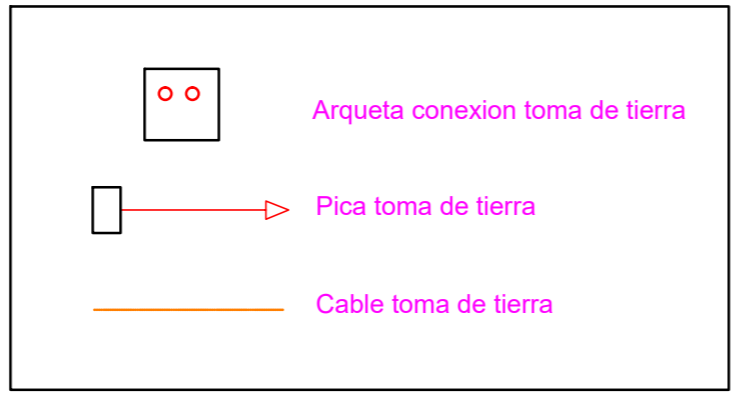 Arqueta conexion toma de tierra
Pica toma de tierra
Cable toma de tierra